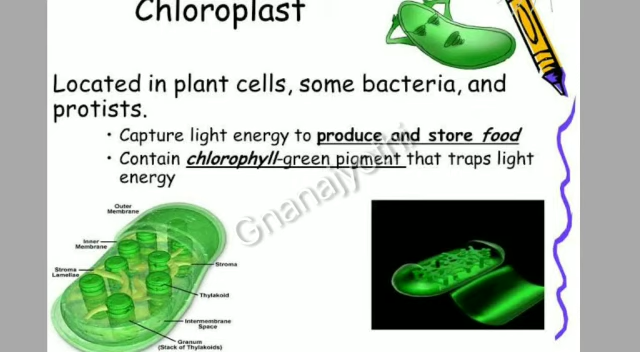 Chloroplast
Located in plant cells, some bacteria, and
protists.
• Capture light energy to produce and store food
• Contain chlorophyll-green pigment that traps light
energy
Gnanajyothi
Outer
Membrane
Inner
Membrane
Stroma
Lamellae
Stroma
Thylakoid
Intermembrane
Space
Granum
(Stack of Thylakoids)